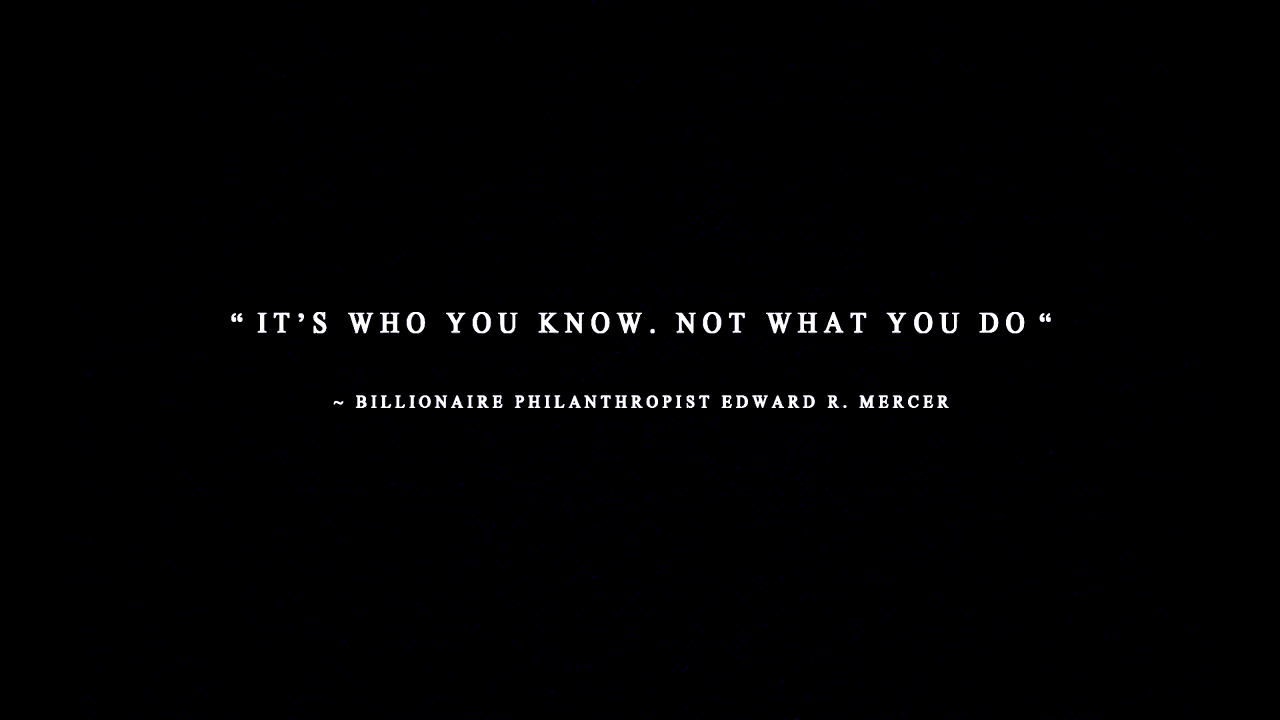 “ IT’S WHO YOU KNOW. NOT WHAT YOU DO “
~ BILLIONAIRE PHILANTHROPIST EDWARD R. MERCER